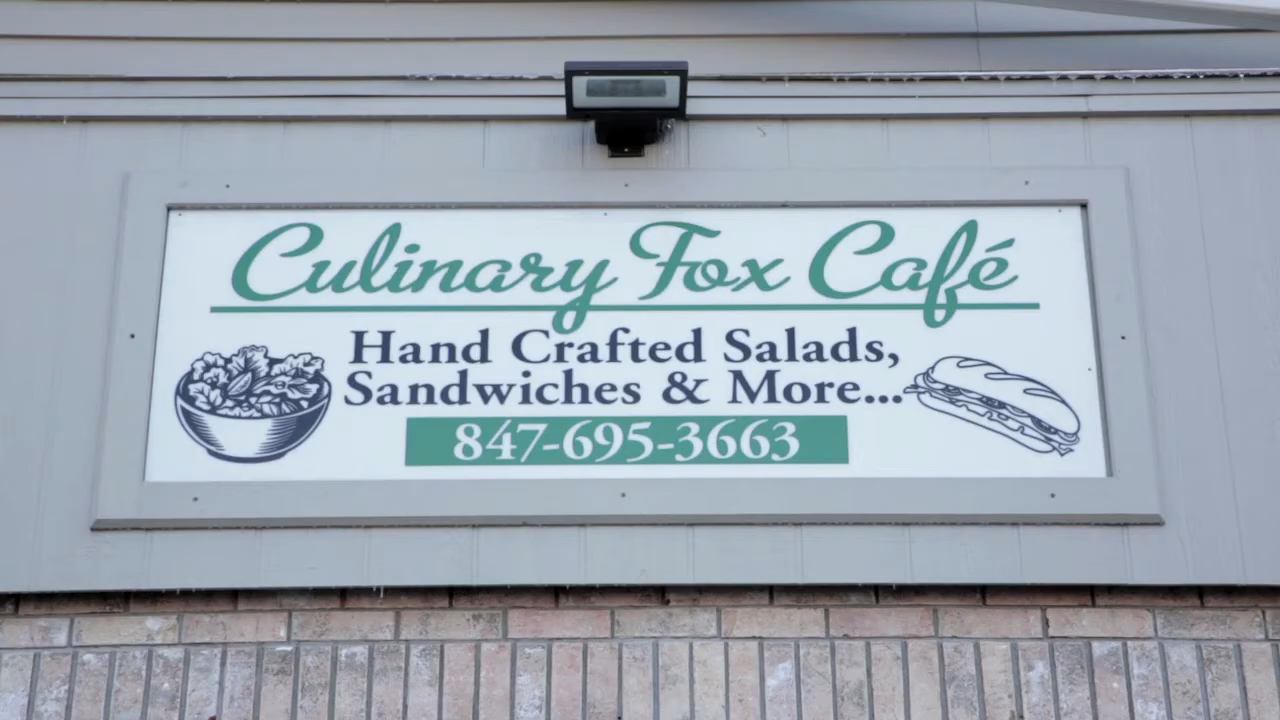 Culinary Fox Café
Hand Crafted Salads,
Sandwiches & More...
847-695-3663